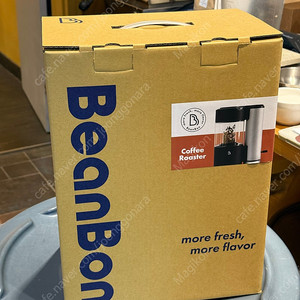 BeanBon
Coffee
Roaster
more fresh,
more flavor